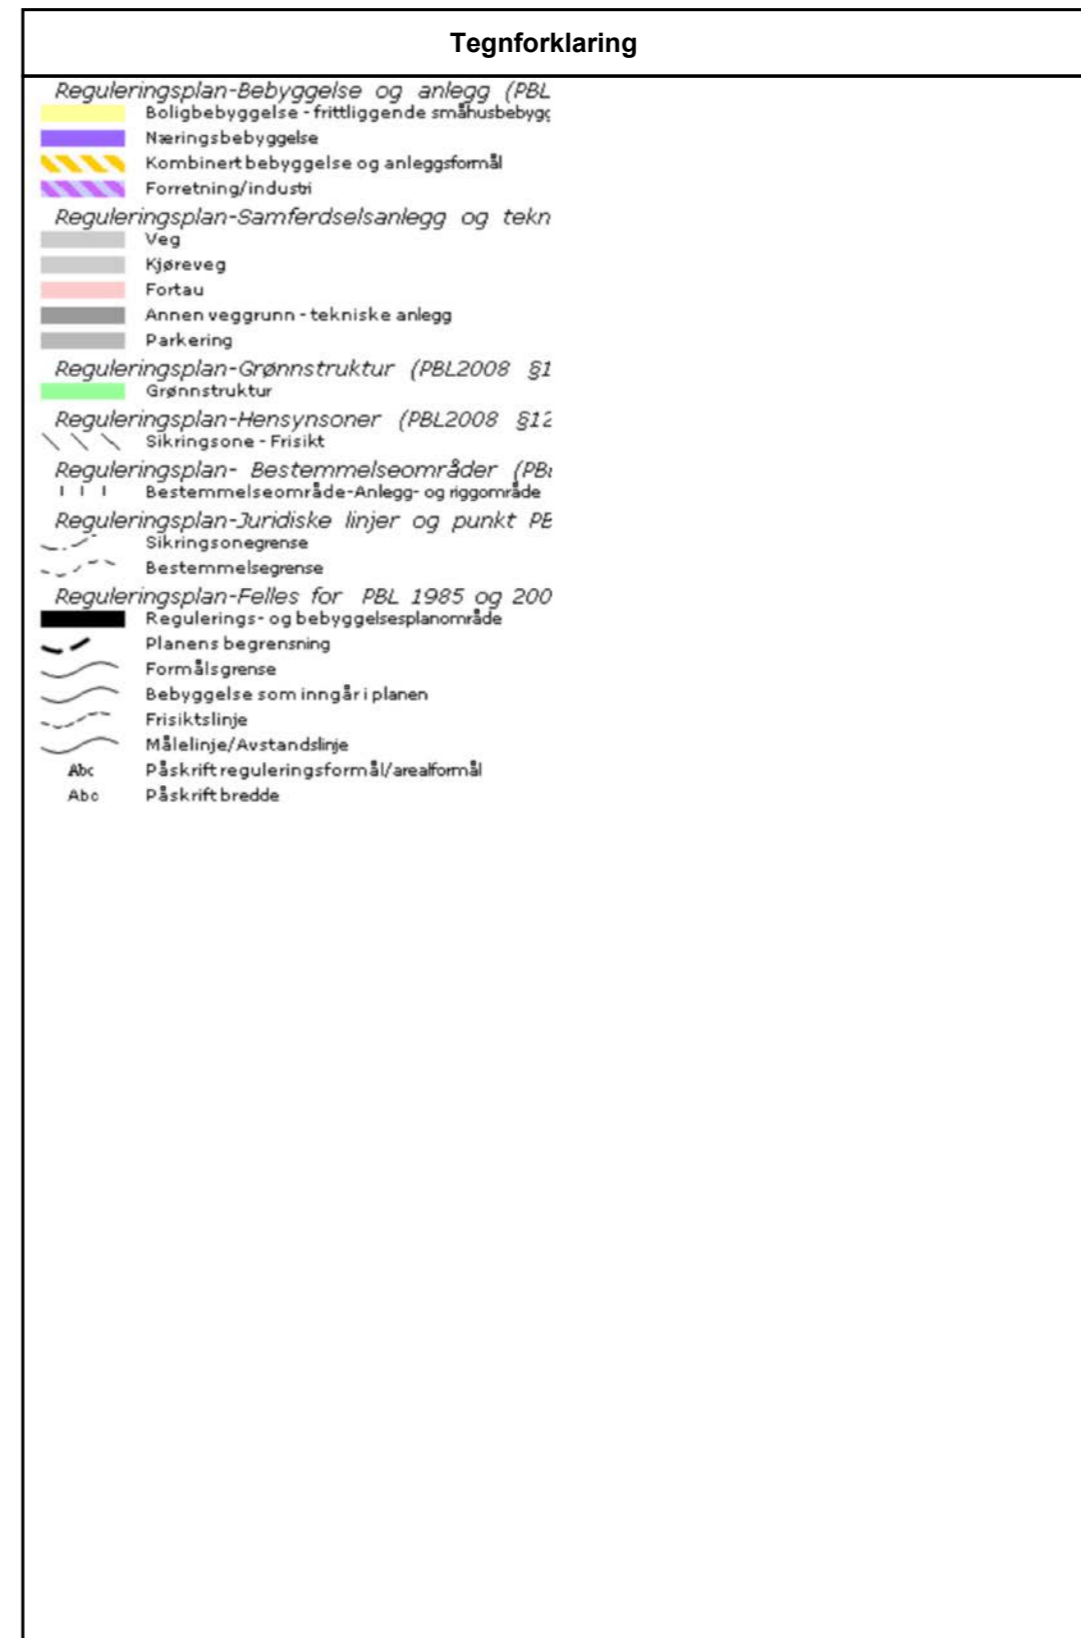 Tegnforklaring
Reguleringsplan-Bebyggelse og anlegg (PBL
Boligbebyggelse - frittliggende småhusbebygg
Næringsbebyggelse
Kombinert bebyggelse og anleggsformål
Forretning/industri
Reguleringsplan-Samferdselsanlegg og tekn
Veg
Kjøreveg
Fortau
Annen veggrunn - tekniske anlegg
Parkering
Reguleringsplan-Grønnstruktur (PBL2008 §1
Grønnstruktur
Reguleringsplan-Hensynsoner (PBL2008 §12
Sikringsone - Frisikt
Reguleringsplan- Bestemmelseområder (PB
Bestemmelseområde-Anlegg- og riggområde
Reguleringsplan-Juridiske linjer og punkt PB
Sikringsonegrense
Bestemmelsegrense
Reguleringsplan-Felles for PBL 1985 og 200
Regulerings- og bebyggelsesplanområde
Planens begrensning
Formålsgrense
Bebyggelse som inngår i planen
Frisiktslinje
Målelinje/Avstandslinje
Abc Påskrift reguleringsformål/arealformål
Abc Påskrift bredde